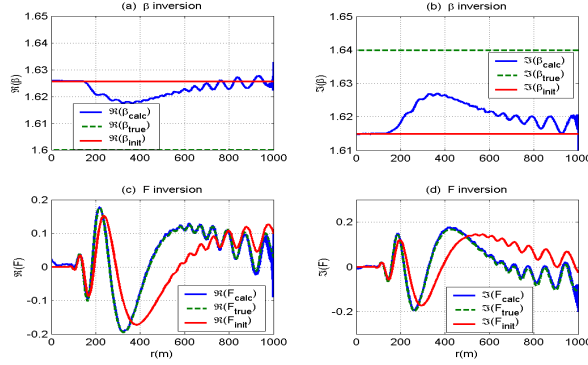 (a) β inversion
1.65
1.64
1.63
1.62
1.61
1.6
ℜ(β)
ℜ(β_calc)
ℜ(β_true)
ℜ(β_init)
0 200 400 600 800 1000
(b) β inversion
1.65
1.64
1.63
1.62
1.61
ℑ(β)
ℑ(β_calc)
ℑ(β_true)
ℑ(β_init)
0 200 400 600 800 1000
(c) F inversion
0.2
0.1
0
0.1
-0.2
ℜ(F)
ℜ(F_calc)
ℜ(F_true)
ℜ(F_init)
0 200 400 600 800 1000
r(m)
(d) F inversion
0.2
0
-0.2
ℑ(F)
ℑ(F_calc)
ℑ(F_true)
ℑ(F_init)
0 200 400 600 800 1000
r(m)